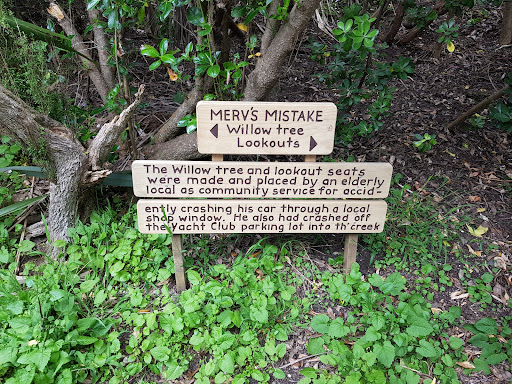 MERV'S MISTAKE
Willow tree
Lookouts
The Willow tree and lookout seats
were made and placed by an elderly
local as community service for accid-
ently crashing his car through a local
shop window. He also had crashed off
the Yacht Club parking lot into th'creek